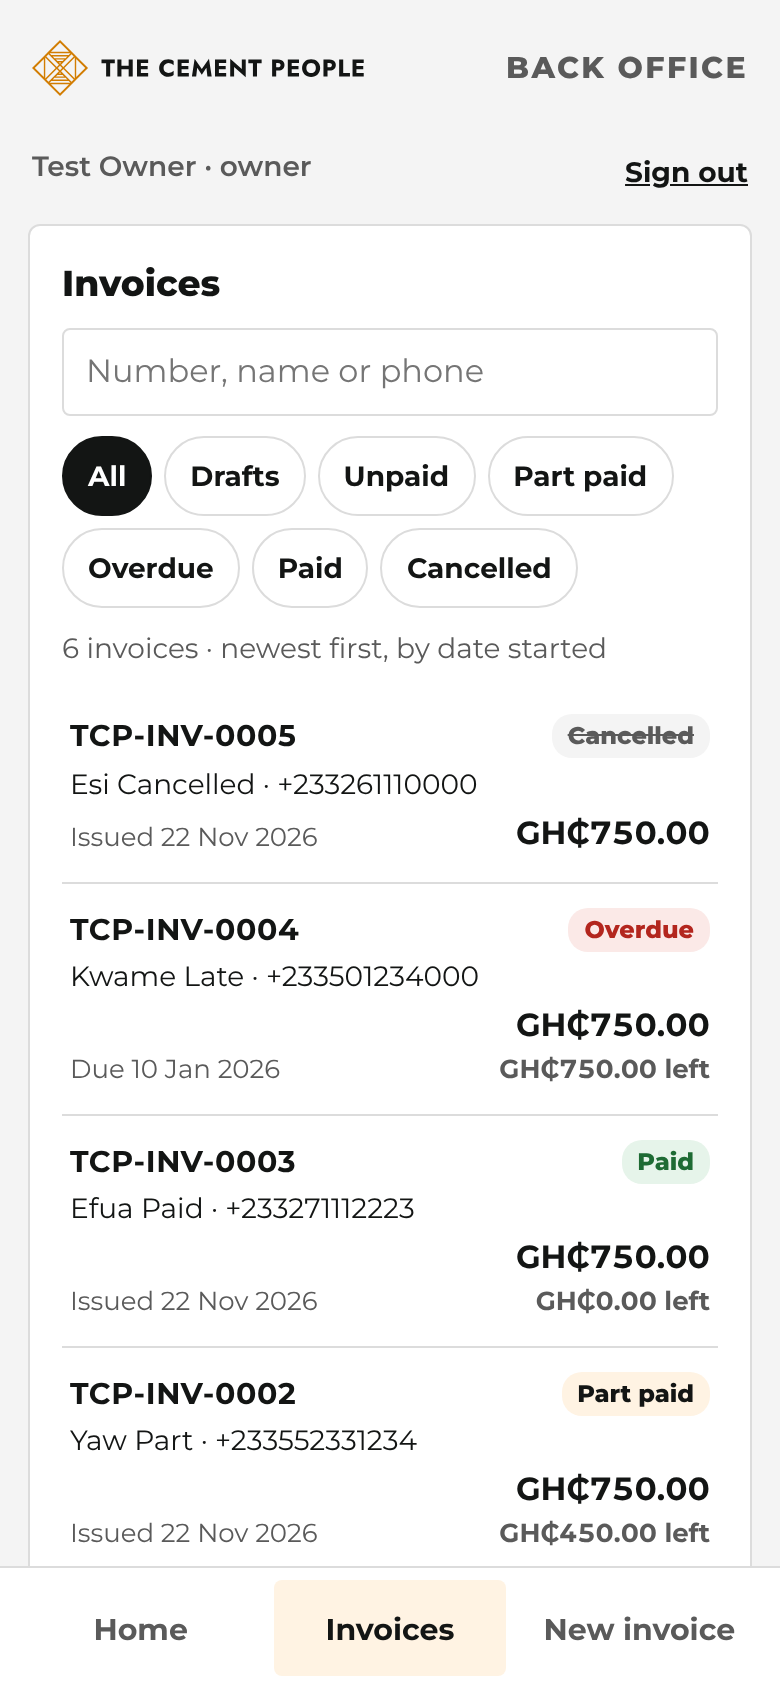 THE CEMENT PEOPLE
BACK OFFICE
Test Owner · owner
Sign out
Invoices
Number, name or phone
All
Drafts
Unpaid
Part paid
Overdue
Paid
Cancelled
6 invoices · newest first, by date started
TCP-INV-0005
Cancelled
Esi Cancelled · +233261110000
Issued 22 Nov 2026
GH₵750.00
TCP-INV-0004
Overdue
Kwame Late · +233501234000
GH₵750.00
Due 10 Jan 2026
GH₵750.00 left
TCP-INV-0003
Paid
Efua Paid · +233271112223
GH₵750.00
Issued 22 Nov 2026
GH₵0.00 left
TCP-INV-0002
Part paid
Yaw Part · +233552331234
GH₵750.00
Issued 22 Nov 2026
GH₵450.00 left
Home
Invoices
New invoice